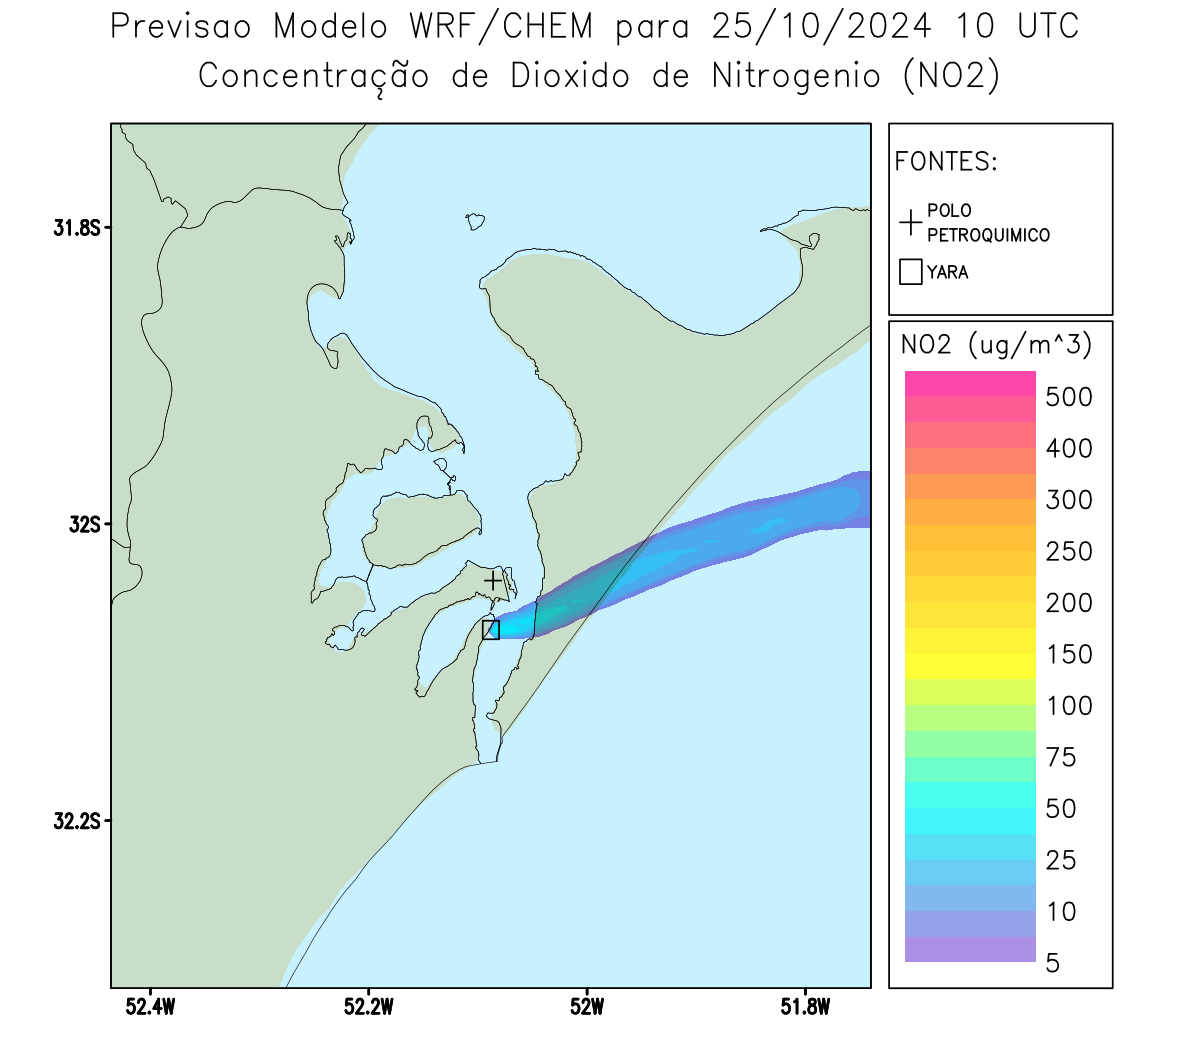 Previsao Modelo WRF/CHEM para 25/10/2024 10 UTC
Concentração de Dioxido de Nitrogenio (NO2)
FONTES:
POLO
PETROQUIMICO
YARA
NO2 (ug/m^3)
500
400
300
250
200
150
100
75
50
25
10
5
31.8S
32S
32.2S
52.4W
52.2W
52W
51.8W